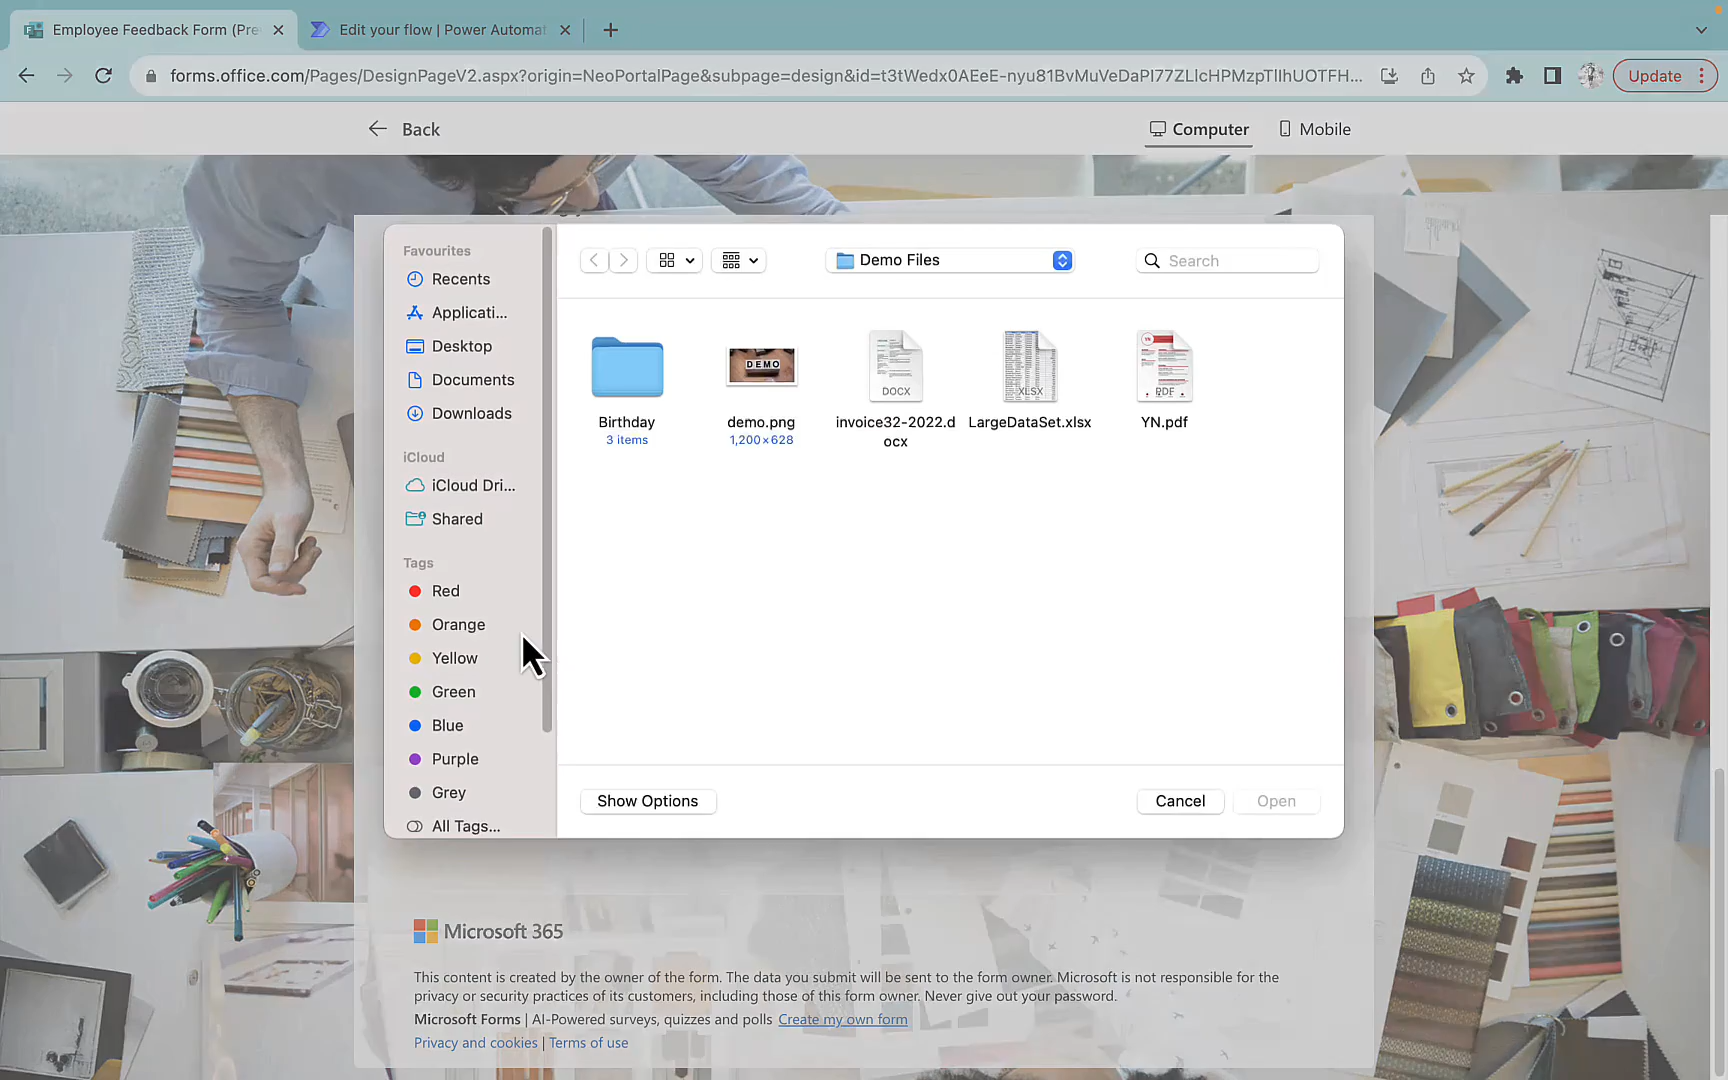 Employee Feedback Form (Pre
Edit your flow | Power Automat
forms.office.com/Pages/DesignPageV2.aspx?origin=NeoPortalPage&subpage=design&id=t3tWedx0AEeE-nyu81BvMuVeDaPI77ZLlcHPMzpTlIhUOTFH...
Update
Back
Computer
Mobile
Favourites
Recents
Applicati...
Desktop
Documents
Downloads
iCloud
iCloud Dri...
Shared
Tags
Red
Orange
Yellow
Green
Blue
Purple
Grey
All Tags...
Demo Files
Search
DEMO
DOCX
XLSX
YN
PDF
Birthday
3 items
demo.png
1,200×628
invoice32-2022.d
ocx
LargeDataSet.xlsx
YN.pdf
Show Options
Cancel
Open
Microsoft 365
This content is created by the owner of the form. The data you submit will be sent to the form owner. Microsoft is not responsible for the
privacy or security practices of its customers, including those of this form owner. Never give out your password.
Microsoft Forms | AI-Powered surveys, quizzes and polls Create my own form
Privacy and cookies | Terms of use